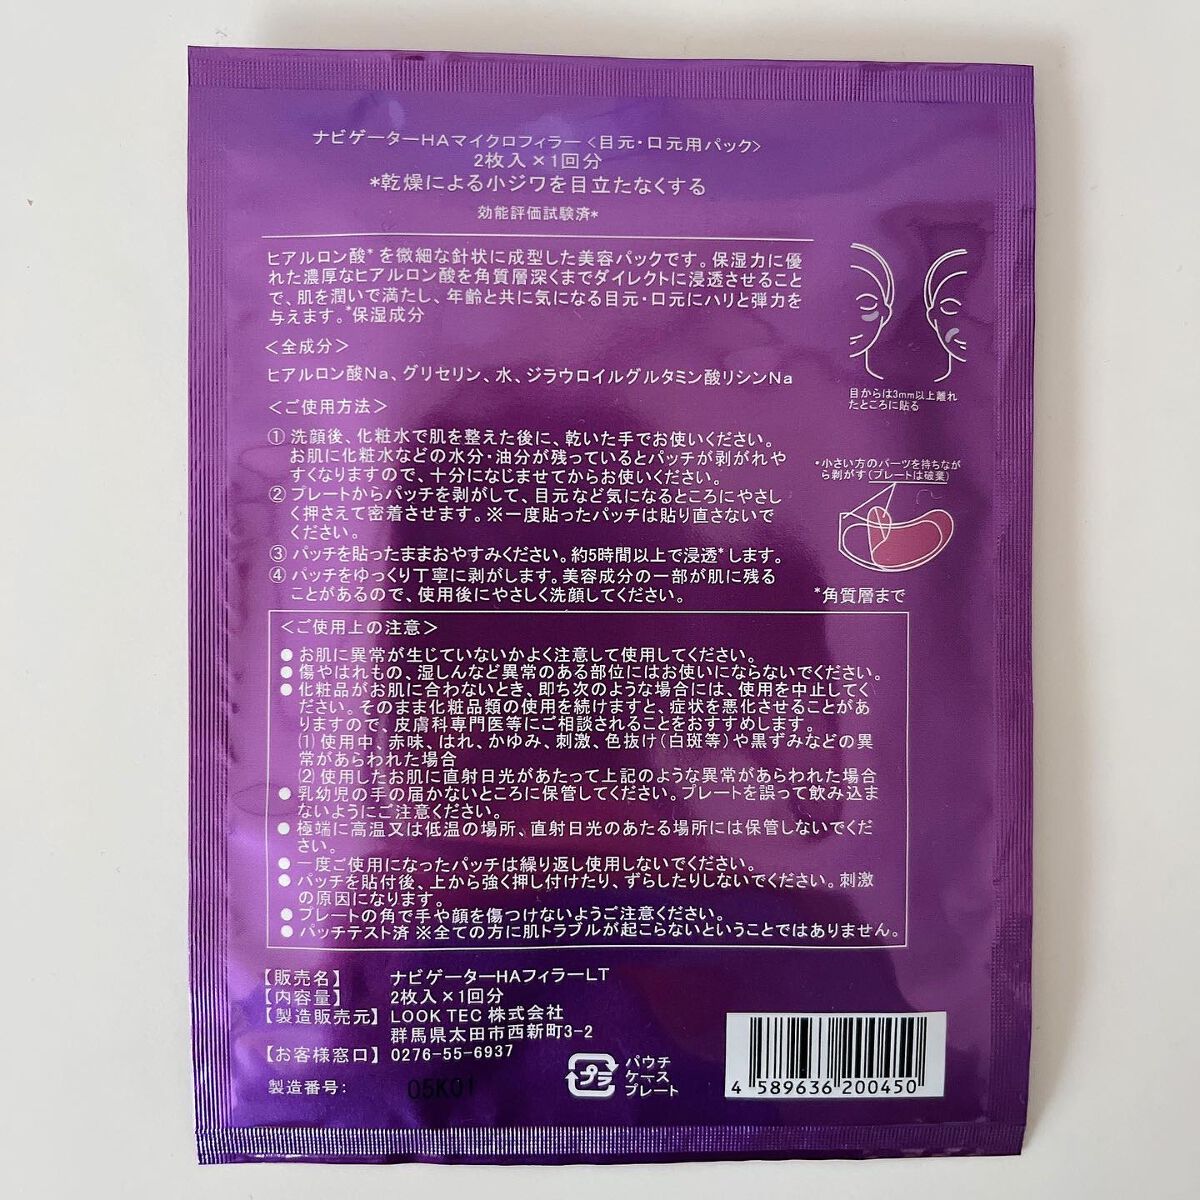 ナビゲーターHAマイクロフィラー <目元・口元用パック>
2枚入×1回分
*乾燥による小ジワを目立たなくする
効能評価試験済*
ヒアルロン酸*を微細な針状に成型した美容パックです。保湿力に優
れた濃厚なヒアルロン酸を角質層深くまでダイレクトに浸透させること
で、肌を潤いで満たし、年齢と共に気になる目元・口元にハリと弾力を
与えます。*保湿成分
<全成分>
ヒアルロン酸Na、グリセリン、水、ジラウロイルグルタミン酸リシンNa
目からは3mm以上離れ
たところに貼る
<ご使用方法>
① 洗顔後、化粧水で肌を整えた後に、乾いた手でお使いください。
お肌に化粧水などの水分・油分が残っているとパッチが剥がれや
すくなりますので、十分になじませてからお使いください。
② プレートからパッチを剥がして、目元など気になるところにやさし
く押さえて密着させます。※一度貼ったパッチは貼り直さないで
ください。
③ パッチを貼ったままおやすみください。約5時間以上で浸透*します。
④ パッチをゆっくり丁寧に剥がします。美容成分の一部が肌に残る
ことがあるので、使用後にやさしく洗顔してください。
・小さい方のパーツを持ちなが
ら剥がす(プレートは破棄)
*角質層まで
<ご使用上の注意>
● お肌に異常が生じていないかよく注意して使用してください。
● 傷やはれもの、湿しんなど異常のある部位にはお使いにならないでください。
● 化粧品がお肌に合わないとき、即ち次のような場合には、使用を中止してく
ださい。そのまま化粧品類の使用を続けますと、症状を悪化させることがあ
りますので、皮膚科専門医等にご相談されることをおすすめします。
(1) 使用中、赤味、はれ、かゆみ、刺激、色抜け(白斑等)や黒ずみなどの異
常があらわれた場合
(2) 使用したお肌に直射日光があたって上記のような異常があらわれた場合
● 乳幼児の手の届かないところに保管してください。プレートを誤って飲み込ま
ないようにご注意ください。
● 極端に高温又は低温の場所、直射日光のあたる場所には保管しないでくだ
さい。
● 一度ご使用になったパッチは繰り返し使用しないでください。
● パッチを貼付後、上から強く押し付けたり、ずらしたりしないでください。刺激
の原因になります。
● プレートの角で手や顔を傷つけないようご注意ください。
● パッチテスト済 ※全ての方に肌トラブルが起こらないということではありません。
【販売名】 ナビゲーターHAフィラーLT
【内容量】 2枚入×1回分
【製造販売元】 LOOK TEC 株式会社
群馬県太田市西新町3-2
【お客様窓口】 0276-55-6937
製造番号: 05K01
プラ
パウチ
ケース
プレート
4 589636 200450